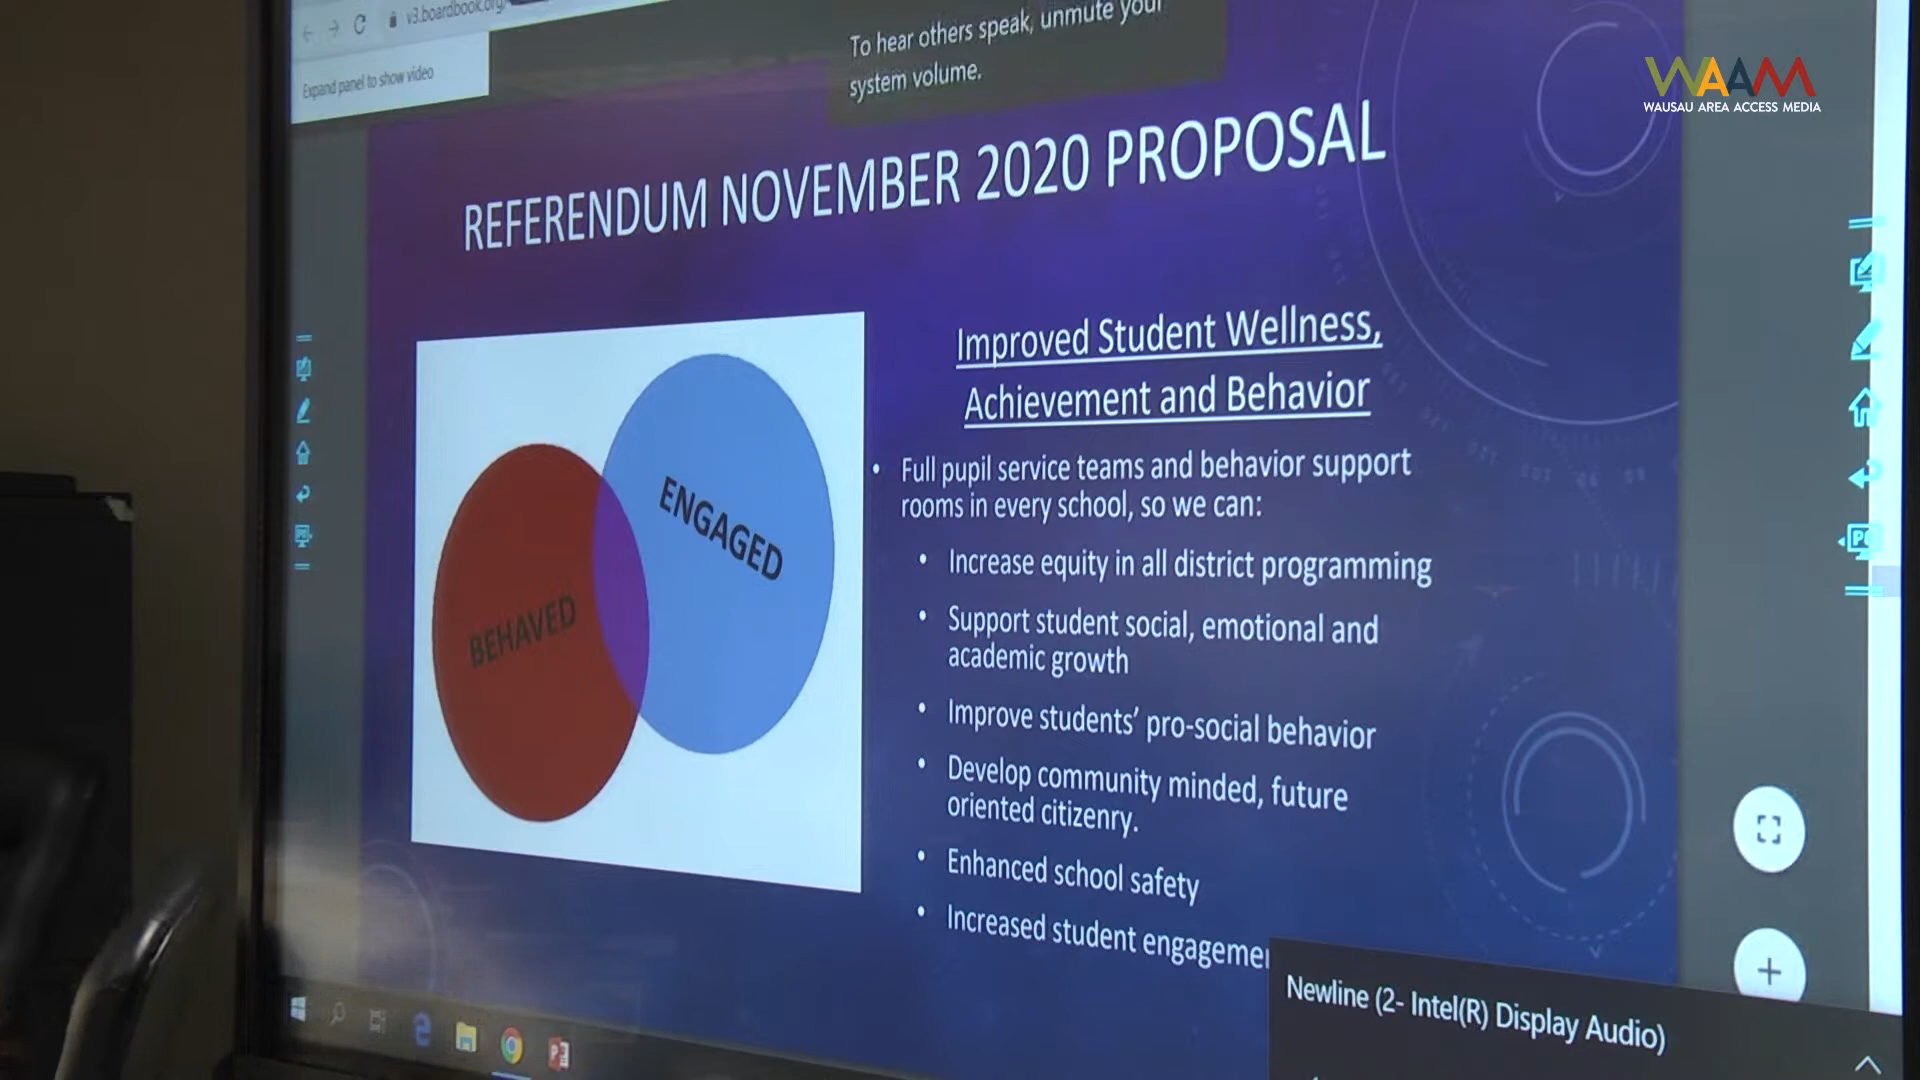 v3.boardbook.org/
Expand panel to show video
To hear others speak, unmute your
system volume.
WAAM
WAUSAU AREA ACCESS MEDIA
REFERENDUM NOVEMBER 2020 PROPOSAL
ENGAGED
BEHAVED
Improved Student Wellness,
Achievement and Behavior
• Full pupil service teams and behavior support
rooms in every school, so we can:
• Increase equity in all district programming
• Support student social, emotional and
academic growth
• Improve students' pro-social behavior
• Develop community minded, future
oriented citizenry.
• Enhanced school safety
• Increased student engagemen
Newline (2- Intel(R) Display Audio)